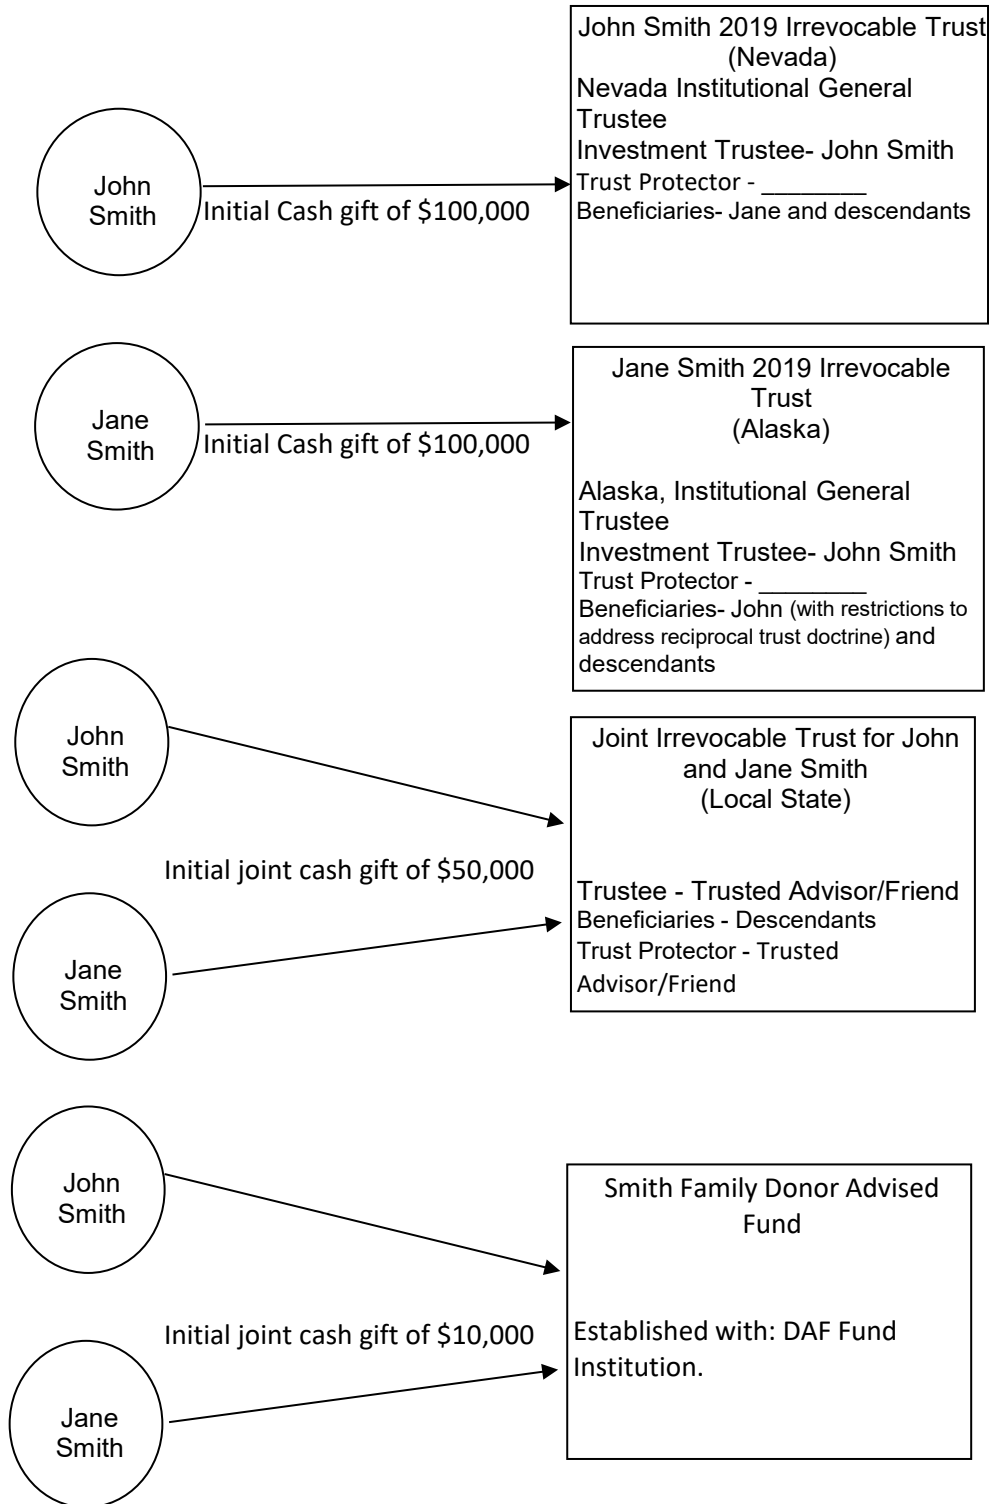 John Smith 2019 Irrevocable Trust
(Nevada)
Nevada Institutional General
Trustee
Investment Trustee- John Smith
Trust Protector - ________
Beneficiaries- Jane and descendants
John
Smith
Initial Cash gift of $100,000
Jane Smith 2019 Irrevocable
Trust
(Alaska)
Alaska, Institutional General
Trustee
Investment Trustee- John Smith
Trust Protector - ________
Beneficiaries- John (with restrictions to
address reciprocal trust doctrine) and
descendants
Jane
Smith
Initial Cash gift of $100,000
John
Smith
Joint Irrevocable Trust for John
and Jane Smith
(Local State)
Trustee - Trusted Advisor/Friend
Beneficiaries - Descendants
Trust Protector - Trusted
Advisor/Friend
Initial joint cash gift of $50,000
Jane
Smith
John
Smith
Smith Family Donor Advised
Fund
Established with: DAF Fund
Institution.
Initial joint cash gift of $10,000
Jane
Smith